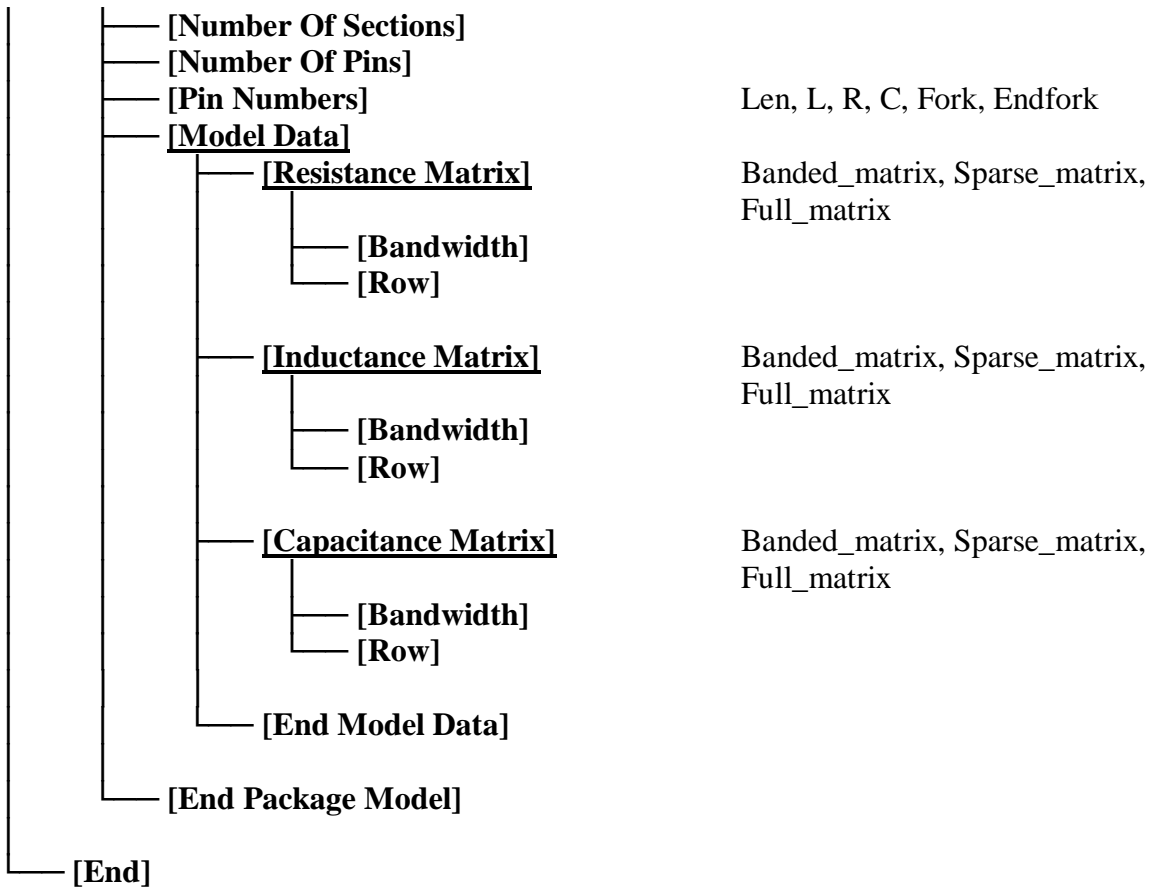 [Number Of Sections]
[Number Of Pins]
[Pin Numbers] Len, L, R, C, Fork, Endfork
[Model Data]
[Resistance Matrix] Banded_matrix, Sparse_matrix,
Full_matrix
[Bandwidth]
[Row]
[Inductance Matrix] Banded_matrix, Sparse_matrix,
Full_matrix
[Bandwidth]
[Row]
[Capacitance Matrix] Banded_matrix, Sparse_matrix,
Full_matrix
[Bandwidth]
[Row]
[End Model Data]
[End Package Model]
[End]